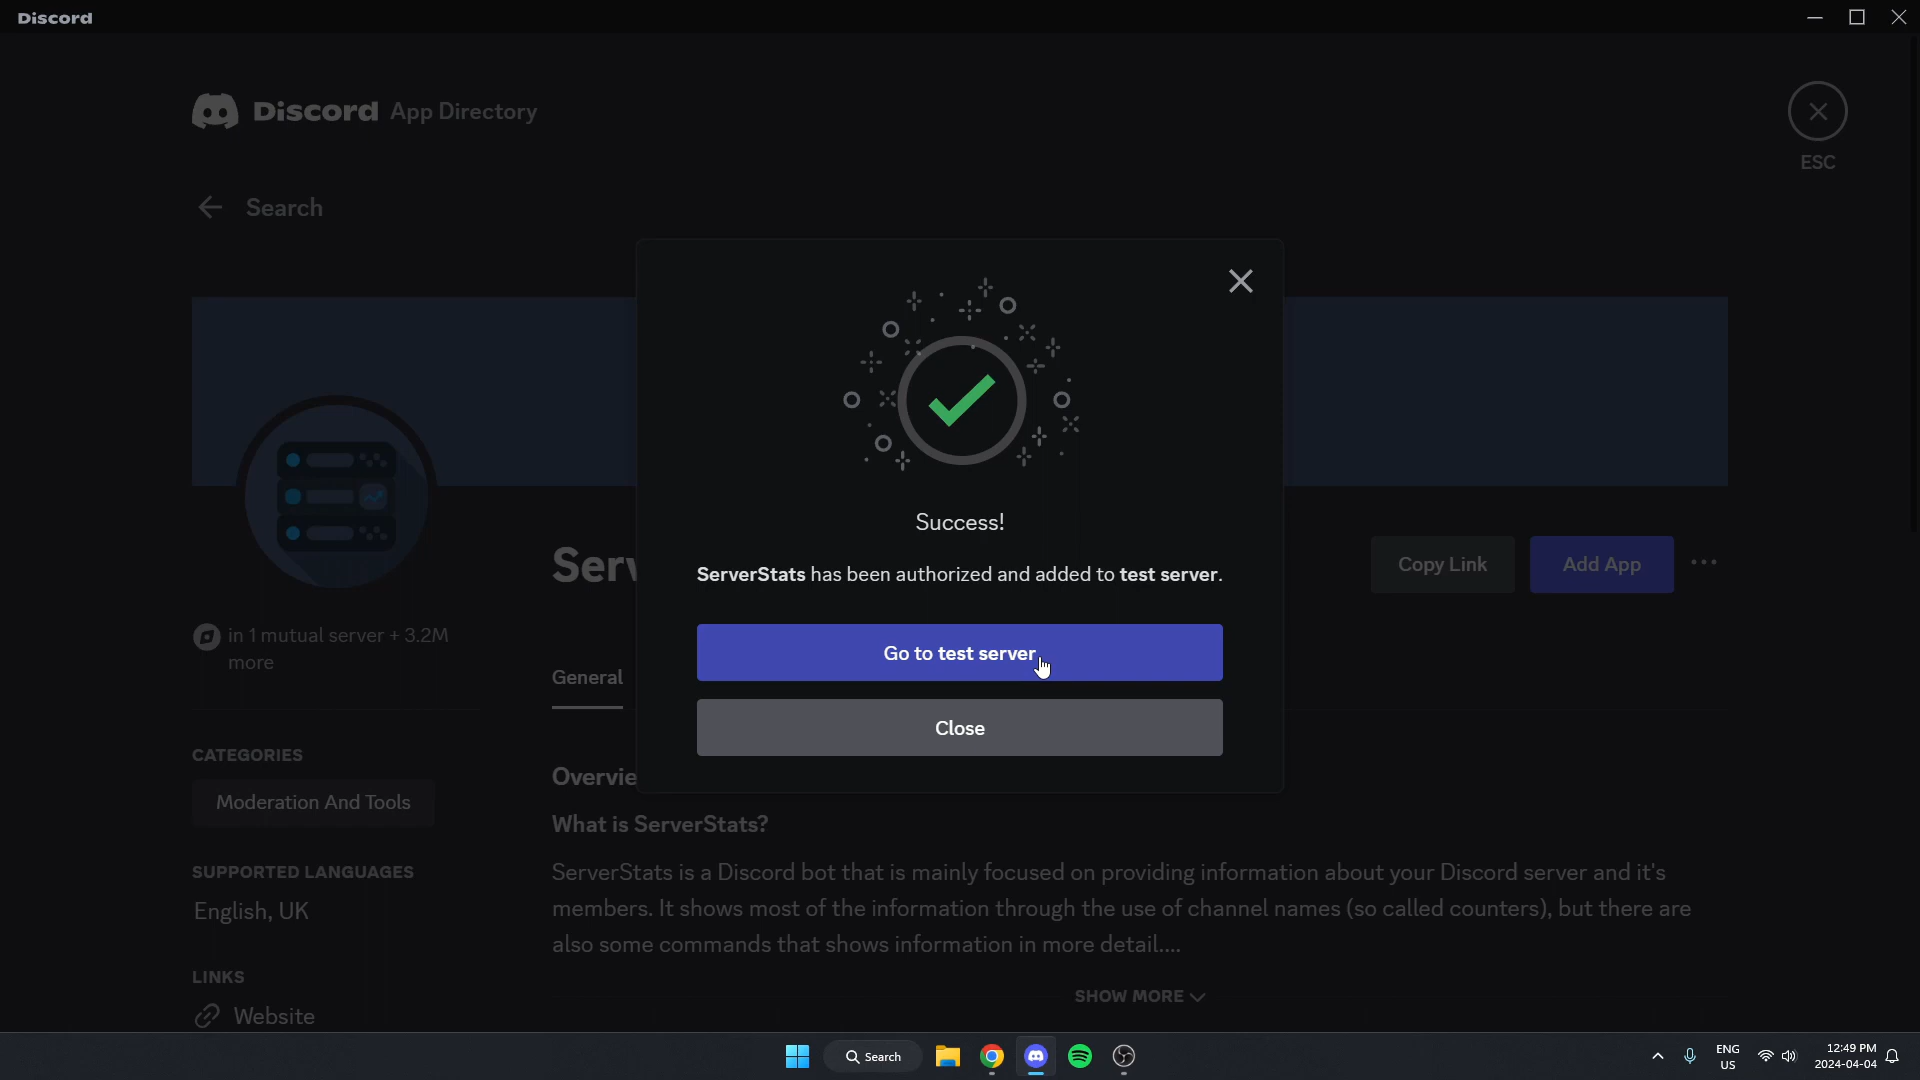 Discord
Discord App Directory
ESC
Search
Success!
Serv
Copy Link
Add App
ServerStats has been authorized and added to test server.
in 1 mutual server + 3.2M
more
Go to test server
General
Close
CATEGORIES
Overvie
Moderation And Tools
What is ServerStats?
SUPPORTED LANGUAGES
English, UK
ServerStats is a Discord bot that is mainly focused on providing information about your Discord server and it's
members. It shows most of the information through the use of channel names (so called counters), but there are
also some commands that shows information in more detail....
LINKS
SHOW MORE
Website
Search
ENG
US
12:49 PM
2024-04-04